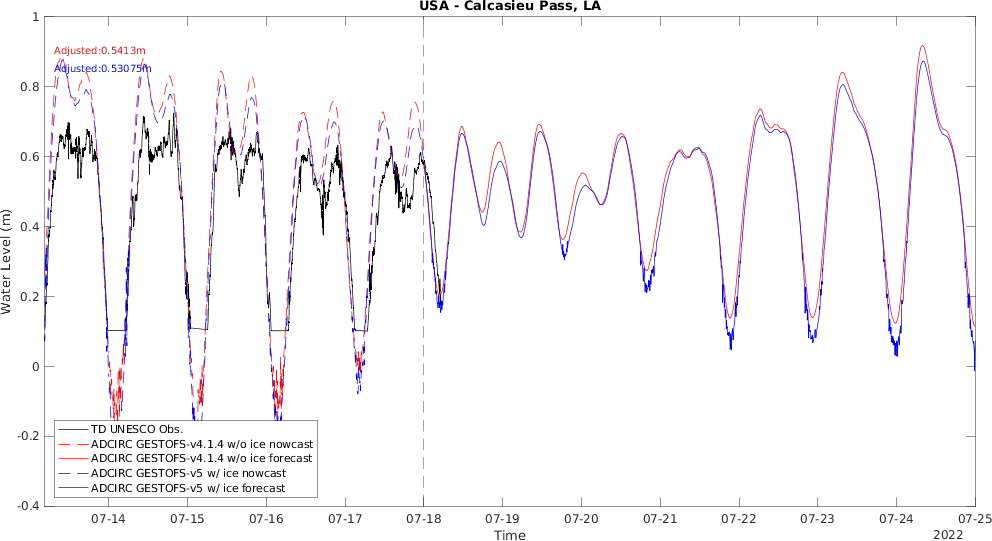 USA - Calcasieu Pass, LA
1
0.8
0.6
0.4
0.2
0
-0.2
-0.4
Water Level (m)
Adjusted:0.5413m
Adjusted:0.53075m
TD UNESCO Obs.
ADCIRC GESTOFS-v4.1.4 w/o ice nowcast
ADCIRC GESTOFS-v4.1.4 w/o ice forecast
ADCIRC GESTOFS-v5 w/ ice nowcast
ADCIRC GESTOFS-v5 w/ ice forecast
07-14 07-15 07-16 07-17 07-18 07-19 07-20 07-21 07-22 07-23 07-24 07-25
Time
2022